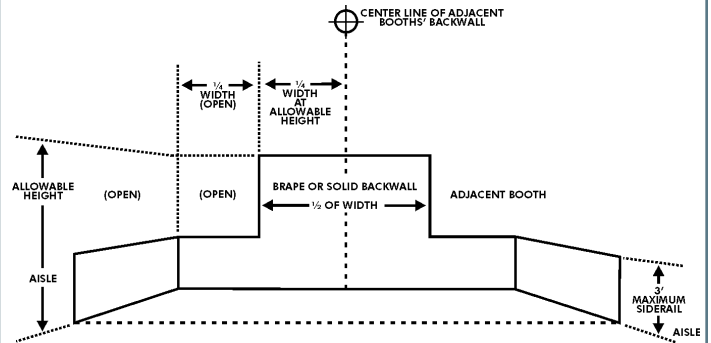 CENTER LINE OF ADJACENT
BOOTHS' BACKWALL
¼
WIDTH
(OPEN)
¼
WIDTH
AT
ALLOWABLE
HEIGHT
ALLOWABLE
HEIGHT
(OPEN)
(OPEN)
BRAPE OR SOLID BACKWALL
½ OF WIDTH
ADJACENT BOOTH
AISLE
3'
MAXIMUM
SIDERAIL
AISLE